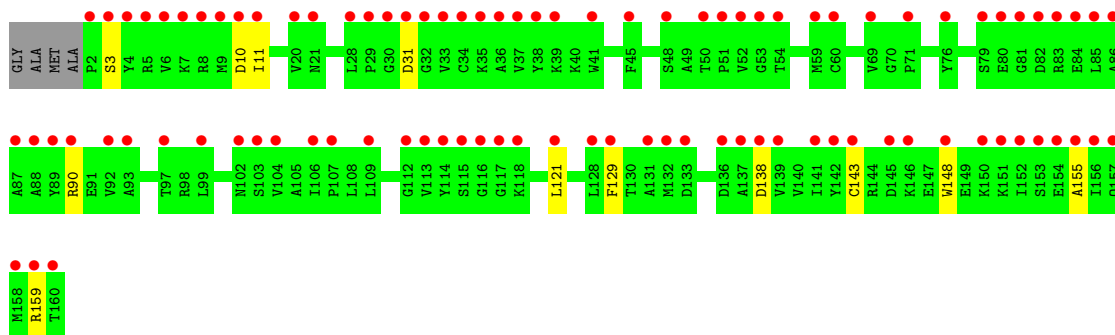 GLY ALA MET ALA P2 S3 Y4 R5 V6 K7 R8 M9 D10 I11 V20 N21 L28 P29 G30 D31 G32 V33 C34 K35 A36 V37 Y38 K39 K40 W41 F45 S48 A49 T50 P51 V52 G53 T54 M59 C60 V69 G70 P71 Y76 S79 E80 G81 D82 R83 E84 L85 A86
A87 A88 Y89 R90 E91 V92 A93 T97 R98 L99 N102 S103 V104 A105 I106 P107 L108 L109 G112 V113 Y114 S115 G116 G117 K118 L121 L128 F129 T130 A131 M132 D133 D136 A137 D138 V139 V140 I141 Y142 C143 R144 D145 K146 E147 W148 E149 K150 K151 I152 S153 E154 A155 I156
M158 R159 T160